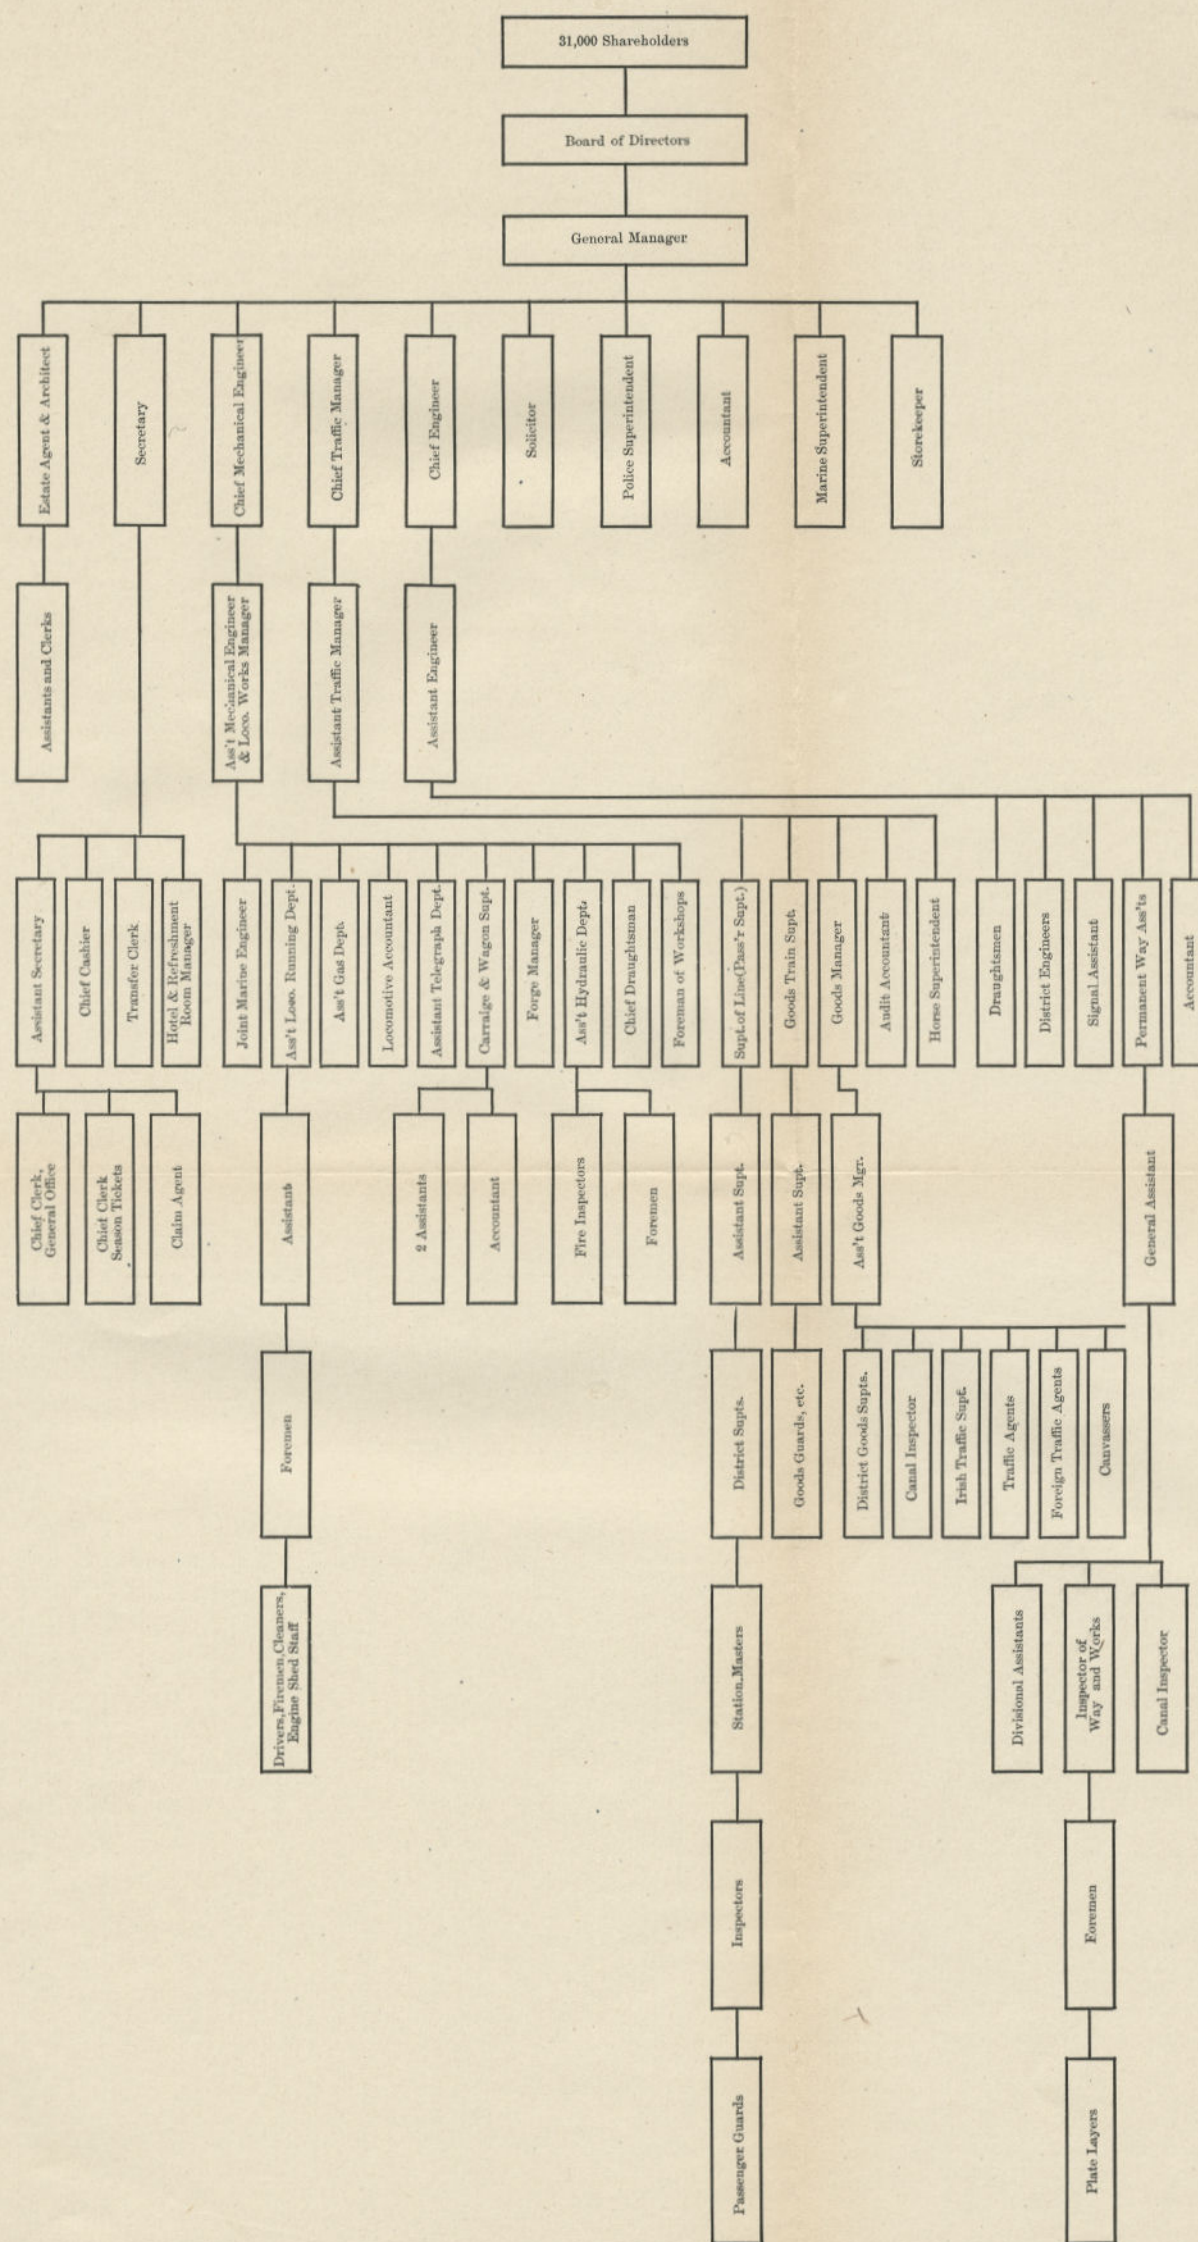 31,000 Shareholders
Board of Directors
General Manager
Estate Agent & Architect
Secretary
Chief Mechanical Engineer
Chief Traffic Manager
Chief Engineer
Solicitor
Police Superintendent
Accountant
Marine Superintendent
Storekeeper
Assistants and Clerks
Ass't Mechanical Engineer
& Loco. Works Manager
Assistant Traffic Manager
Assistant Engineer
Assistant Secretary
Chief Cashier
Transfer Clerk
Hotel & Refreshment
Room Manager
Joint Marine Engineer
Ass't Loco. Running Dept.
Ass't Gas Dept.
Locomotive Accountant
Assistant Telegraph Dept.
Carraige & Wagon Supt.
Forge Manager
Ass't Hydraulic Dept.
Chief Draughtsman
Foreman of Workshops
Supt. of Line (Pass'r Supt.)
Goods Train Supt.
Goods Manager
Audit Accountant
Horse Superintendent
Draughtsmen
District Engineers
Signal Assistant
Permanent Way Ass'ts
Accountant
Chief Clerk,
General Office
Chief Clerk
Season Tickets
Claim Agent
Assistant
2 Assistants
Accountant
Fire Inspectors
Foremen
Assistant Supt.
Assistant Supt.
Ass't Goods Mgr.
General Assistant
Foremen
District Supts.
Goods Guards, etc.
District Goods Supts.
Canal Inspector
Irish Traffic Supt.
Traffic Agents
Foreign Traffic Agents
Canvassers
Drivers, Firemen, Cleaners,
Engine Shed Staff
Station Masters
Divisional Assistants
Inspector of
Way and Works
Canal Inspector
Inspectors
Foremen
Passenger Guards
Plate Layers